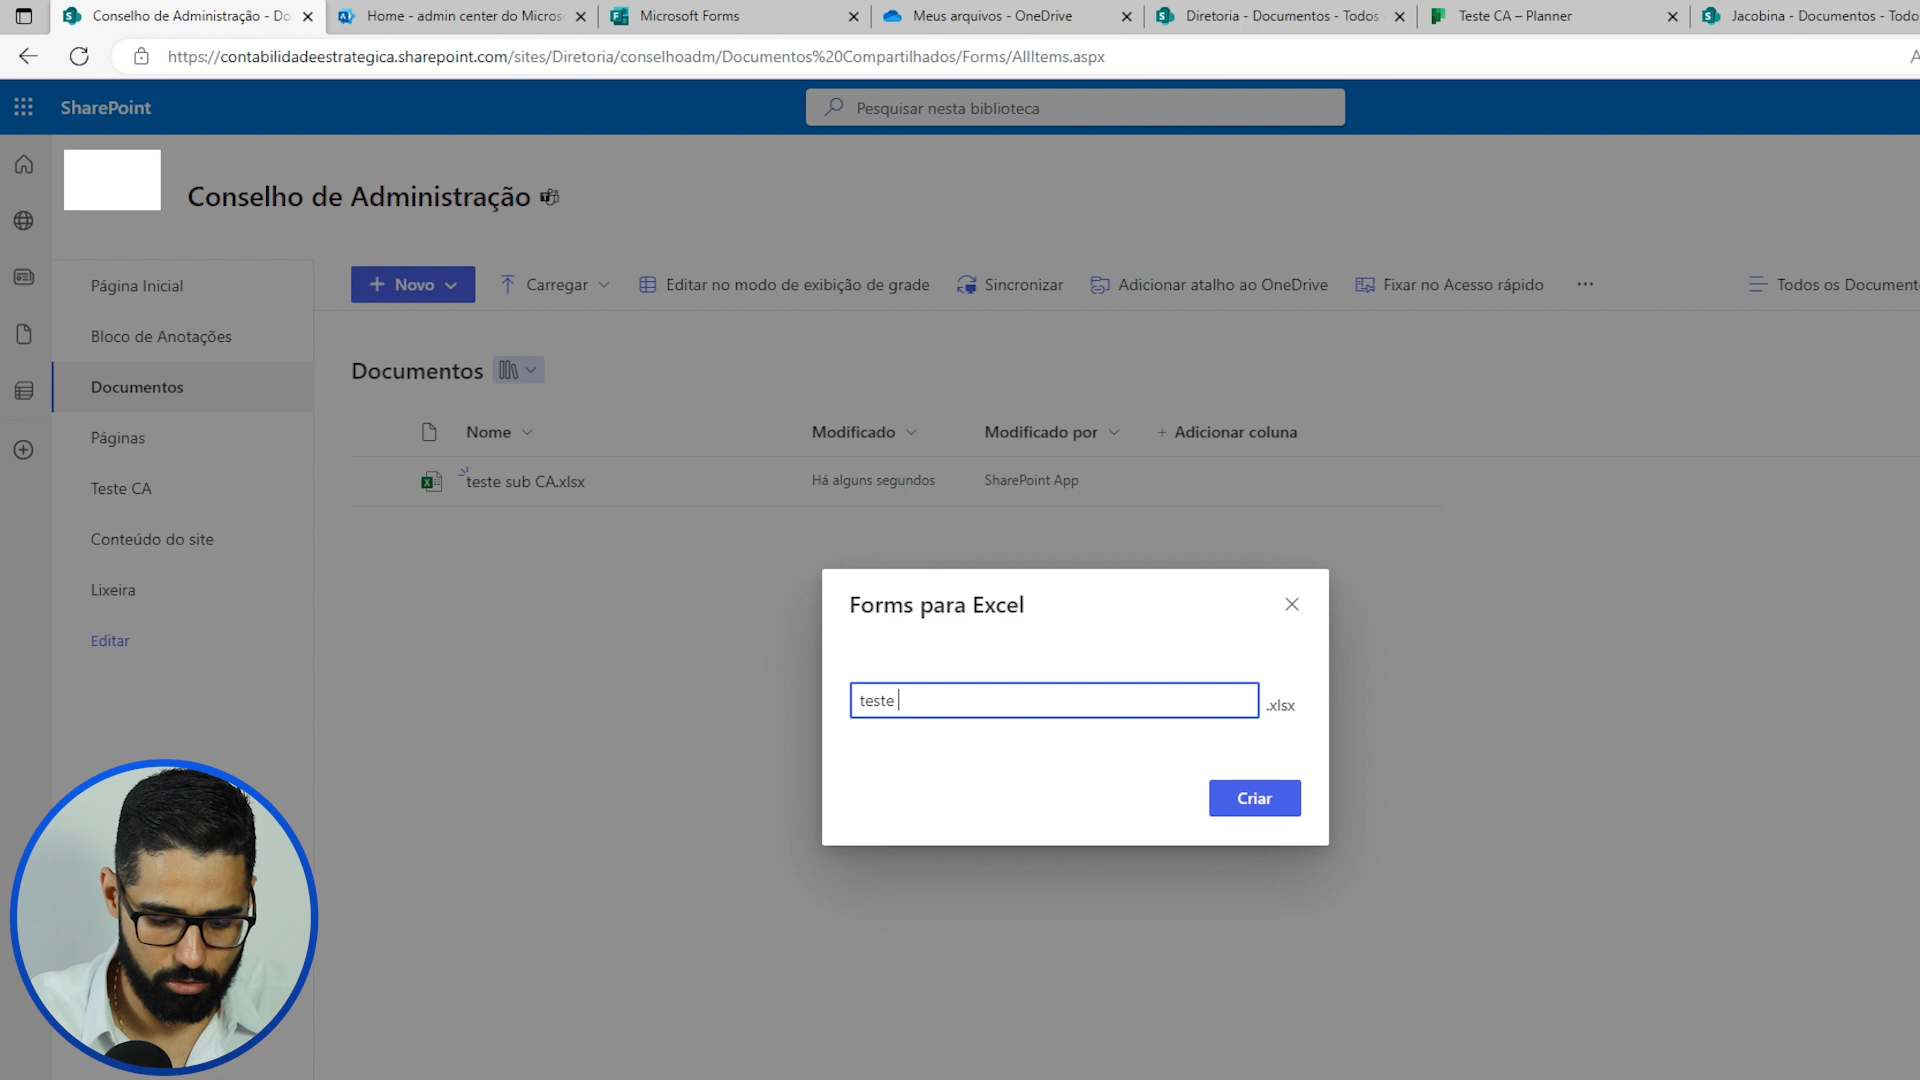 Conselho de Administração - Do
Home - admin center do Micros
Microsoft Forms
Meus arquivos - OneDrive
Diretoria - Documentos - Todos
Teste CA – Planner
Jacobina - Documentos - Todo
https://contabilidadeestrategica.sharepoint.com/sites/Diretoria/conselhoadm/Documentos%20Compartilhados/Forms/AllItems.aspx
SharePoint
Pesquisar nesta biblioteca
Conselho de Administração
Página Inicial
Bloco de Anotações
Documentos
Páginas
Teste CA
Conteúdo do site
Lixeira
Editar
Novo
Carregar
Editar no modo de exibição de grade
Sincronizar
Adicionar atalho ao OneDrive
Fixar no Acesso rápido
Todos os Document
Documentos
Nome
Modificado
Modificado por
+ Adicionar coluna
teste sub CA.xlsx
Há alguns segundos
SharePoint App
Forms para Excel
teste
.xlsx
Criar